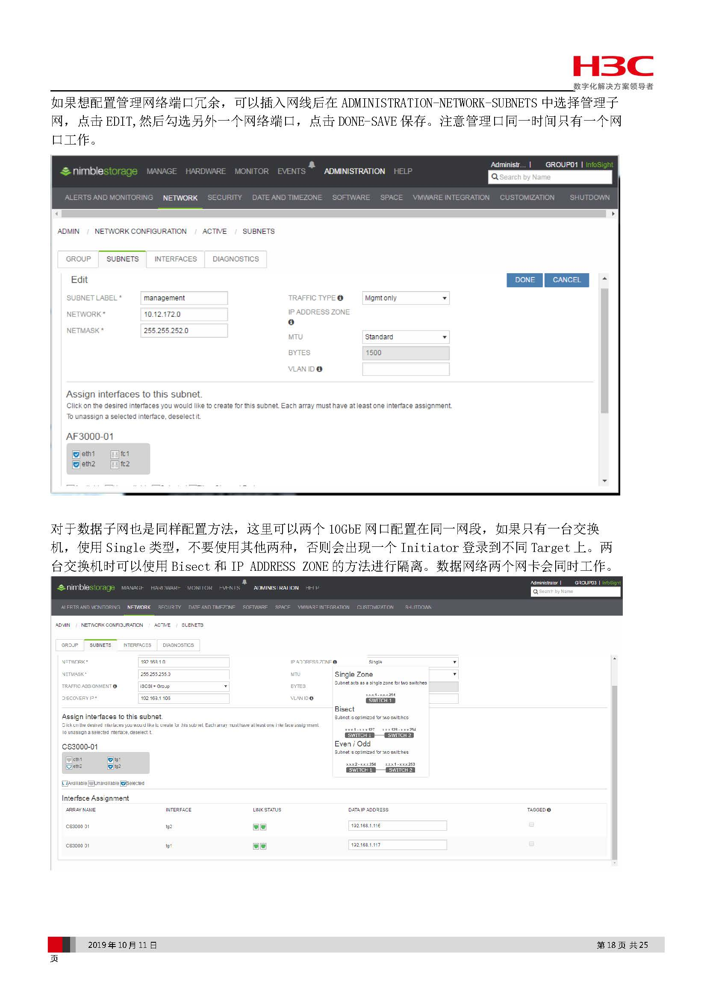 H3C
数字化解决方案领导者
如果想配置管理网络端口冗余，可以插入网线后在 ADMINISTRATION-NETWORK-SUBNETS 中选择管理子
网，点击 EDIT,然后勾选另外一个网络端口，点击 DONE-SAVE 保存。注意管理口同一时间只有一个网
口工作。
nimblestorage MANAGE HARDWARE MONITOR EVENTS ADMINISTRATION HELP Administr... | GROUP01 | InfoSight
Search by Name
ALERTS AND MONITORING NETWORK SECURITY DATE AND TIMEZONE SOFTWARE SPACE VMWARE INTEGRATION CUSTOMIZATION SHUTDOWN
ADMIN / NETWORK CONFIGURATION / ACTIVE / SUBNETS
GROUP SUBNETS INTERFACES DIAGNOSTICS
Edit DONE CANCEL
SUBNET LABEL * management TRAFFIC TYPE Mgmt only
NETWORK * 10.12.172.0 IP ADDRESS ZONE
NETMASK * 255.255.252.0
MTU Standard
BYTES 1500
VLAN ID
Assign interfaces to this subnet.
Click on the desired interfaces you would like to create for this subnet. Each array must have at least one interface assignment.
To unassign a selected interface, deselect it.
AF3000-01
eth1 fc1
eth2 fc2
对于数据子网也是同样配置方法，这里可以两个 10GbE 网口配置在同一网段，如果只有一台交换
机，使用 Single 类型，不要使用其他两种，否则会出现一个 Initiator 登录到不同 Target 上。两
台交换机时可以使用 Bisect 和 IP ADDRESS ZONE 的方法进行隔离。数据网络两个网卡会同时工作。
nimblestorage MANAGE HARDWARE MONITOR EVENTS ADMINISTRATION HELP Administrator | GROUP03 | InfoSight
Search by Name
ALERTS AND MONITORING NETWORK SECURITY DATE AND TIMEZONE SOFTWARE SPACE VMWARE INTEGRATION CUSTOMIZATION SHUTDOWN
ADMIN / NETWORK CONFIGURATION / ACTIVE / SUBNETS
GROUP SUBNETS INTERFACES DIAGNOSTICS
NETWORK * 192.168.1.0 IP ADDRESS ZONE Single
NETMASK * 255.255.255.0 MTU
TRAFFIC ASSIGNMENT iSCSI + Group BYTES
DISCOVERY IP * 192.168.1.106 VLAN ID
Single Zone
Subnet acts as a single zone for two switches
x.x.x.1 - x.x.x.254
SWITCH 1
Bisect
Subnet is optimized for two switches
x.x.x.1 - x.x.x.127 x.x.x.128 - x.x.x.254
SWITCH 1 SWITCH 2
Even / Odd
Subnet is optimized for two switches
x.x.x.2 - x.x.x.254 x.x.x.1 - x.x.x.253
SWITCH 1 SWITCH 2
Assign interfaces to this subnet.
Click on the desired interfaces you would like to create for this subnet. Each array must have at least one interface assignment.
To unassign a selected interface, deselect it.
CS3000-01
eth1 tg1
eth2 tg2
Available Unavailable Selected
Interface Assignment
ARRAY NAME INTERFACE LINK STATUS DATA IP ADDRESS TAGGED
CS3000-01 tg2 192.168.1.116
CS3000-01 tg1 192.168.1.117
2019 年 10 月 11 日 第 18 页 共 25
页